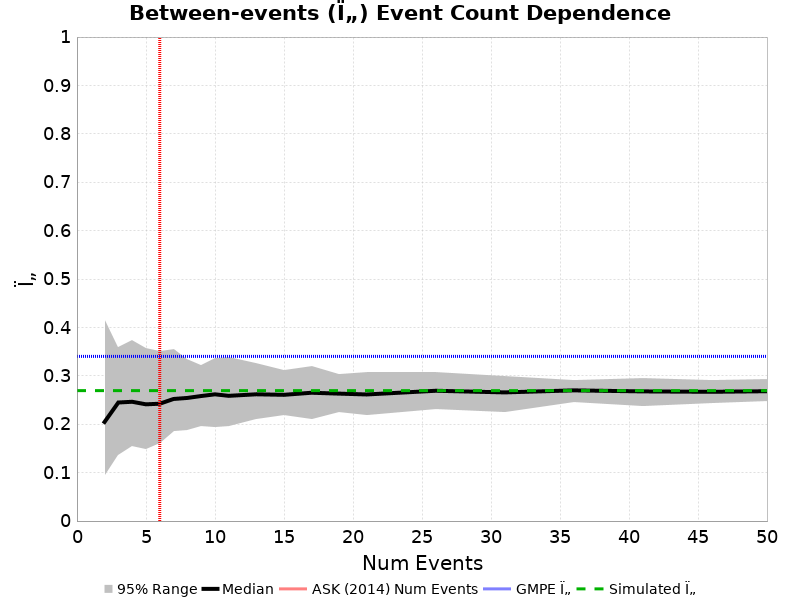 Between-events (Ï„) Event Count Dependence
1
0.9
0.8
0.7
0.6
0.5
0.4
0.3
0.2
0.1
0
Ï„
0 5 10 15 20 25 30 35 40 45 50
Num Events
95% Range Median ASK (2014) Num Events GMPE Ï„ Simulated Ï„